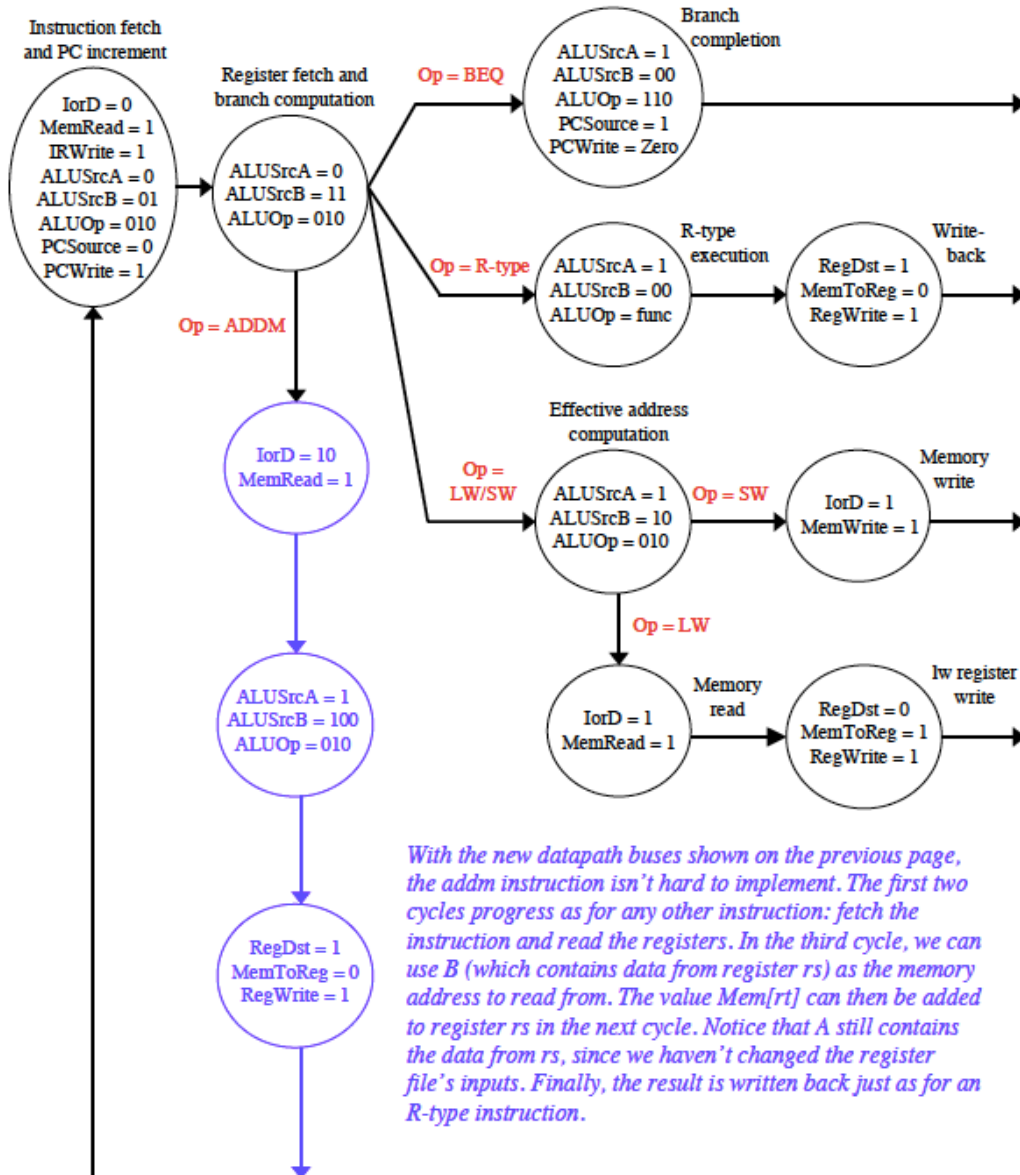 Instruction fetch
and PC increment
IorD = 0
MemRead = 1
IRWrite = 1
ALUSrcA = 0
ALUSrcB = 01
ALUOp = 010
PCSource = 0
PCWrite = 1
Register fetch and
branch computation
ALUSrcA = 0
ALUSrcB = 11
ALUOp = 010
Op = BEQ
Branch
completion
ALUSrcA = 1
ALUSrcB = 00
ALUOp = 110
PCSource = 1
PCWrite = Zero
Op = R-type
R-type
execution
ALUSrcA = 1
ALUSrcB = 00
ALUOp = func
Write-
back
RegDst = 1
MemToReg = 0
RegWrite = 1
Op = ADDM
IorD = 10
MemRead = 1
ALUSrcA = 1
ALUSrcB = 100
ALUOp = 010
RegDst = 1
MemToReg = 0
RegWrite = 1
Op =
LW/SW
Effective address
computation
ALUSrcA = 1
ALUSrcB = 10
ALUOp = 010
Op = SW
Memory
write
IorD = 1
MemWrite = 1
Op = LW
IorD = 1
MemRead = 1
Memory
read
lw register
write
RegDst = 0
MemToReg = 1
RegWrite = 1
With the new datapath buses shown on the previous page,
the addm instruction isn't hard to implement. The first two
cycles progress as for any other instruction: fetch the
instruction and read the registers. In the third cycle, we can
use B (which contains data from register rs) as the memory
address to read from. The value Mem[rt] can then be added
to register rs in the next cycle. Notice that A still contains
the data from rs, since we haven't changed the register
file's inputs. Finally, the result is written back just as for an
R-type instruction.